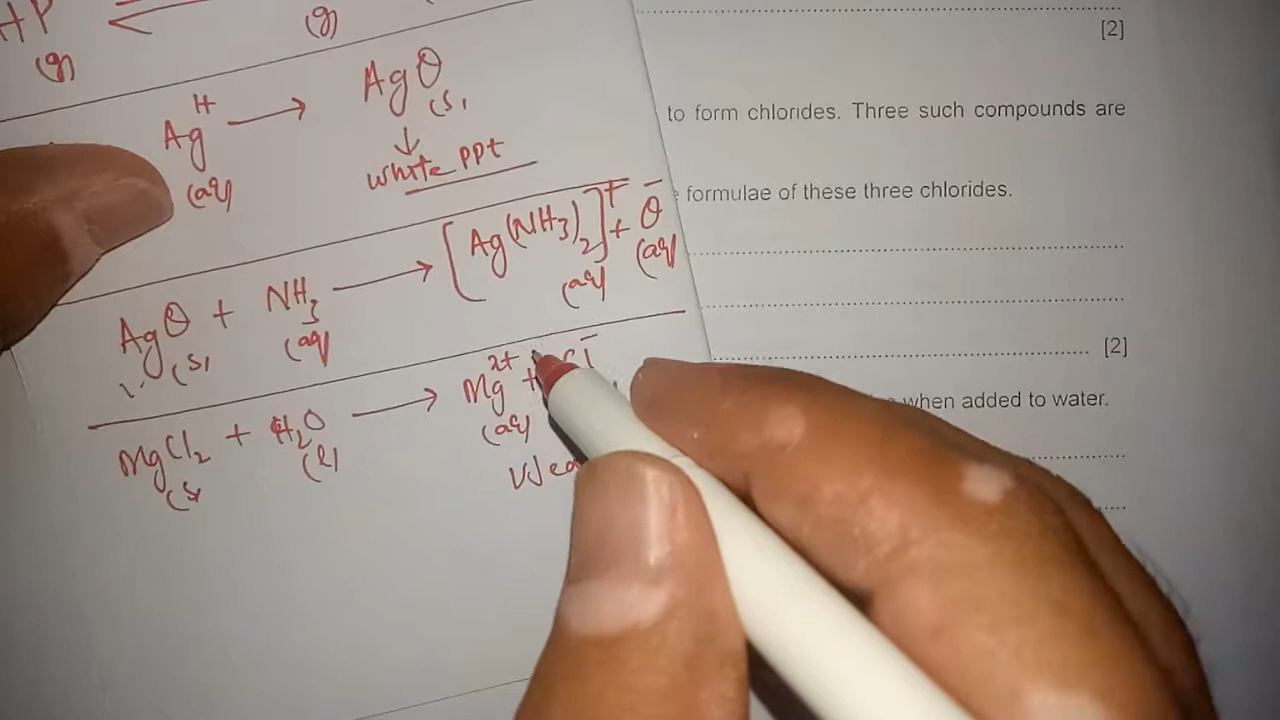 HP (g) (g)
Ag⁺ (aq) → AgCl (s)
↓
white ppt
AgCl (s) + NH₃ (aq) → [Ag(NH₃)₂]⁺ (aq) + Cl⁻ (aq)
MgCl₂ (s) + H₂O (l) → Mg²⁺ (aq) + Cl⁻
[2]
to form chlorides. Three such compounds are
formulae of these three chlorides.
[2]
when added to water.